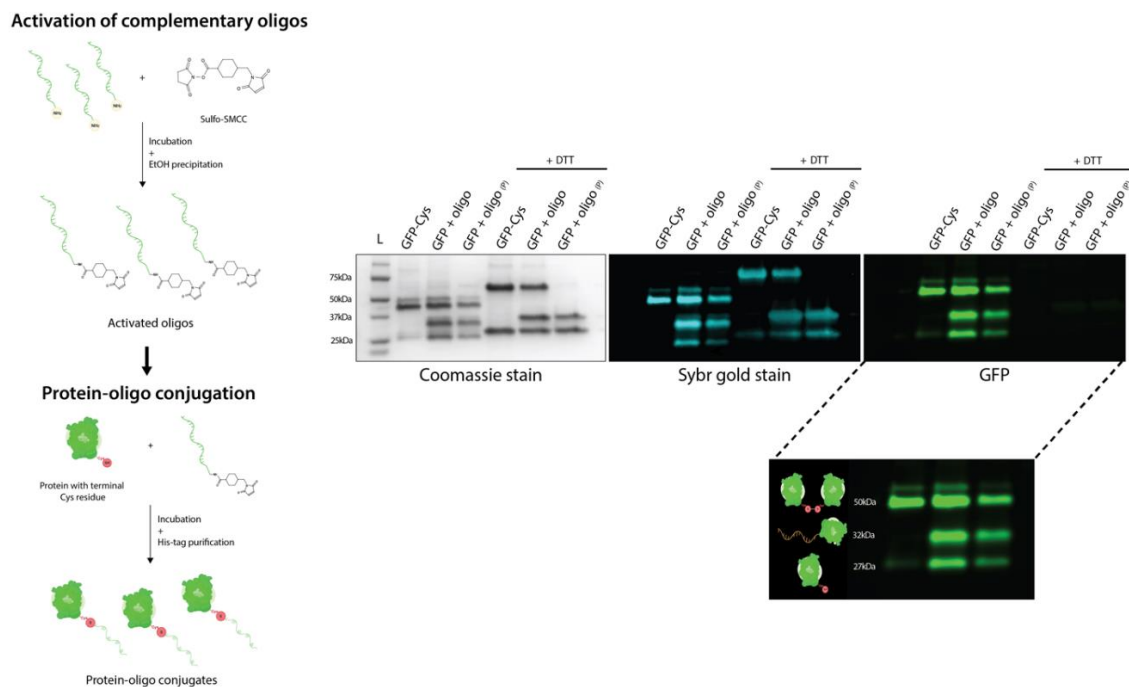 Activation of complementary oligos
+
NH₂
NH₂
NH₂
Sulfo-SMCC
Incubation
+
EtOH precipitation
Activated oligos
Protein-oligo conjugation
+
Protein with terminal
Cys residue
Incubation
+
His-tag purification
Protein-oligo conjugates
+ DTT
L
GFP-Cys
GFP + oligo
GFP + oligo (P)
GFP-Cys
GFP + oligo
GFP + oligo (P)
75kDa
50kDa
37kDa
25kDa
Coomassie stain
+ DTT
GFP-Cys
GFP + oligo
GFP + oligo (P)
GFP-Cys
GFP + oligo
GFP + oligo (P)
Sybr gold stain
+ DTT
GFP-Cys
GFP + oligo
GFP + oligo (P)
GFP-Cys
GFP + oligo
GFP + oligo (P)
GFP
50kDa
32kDa
27kDa